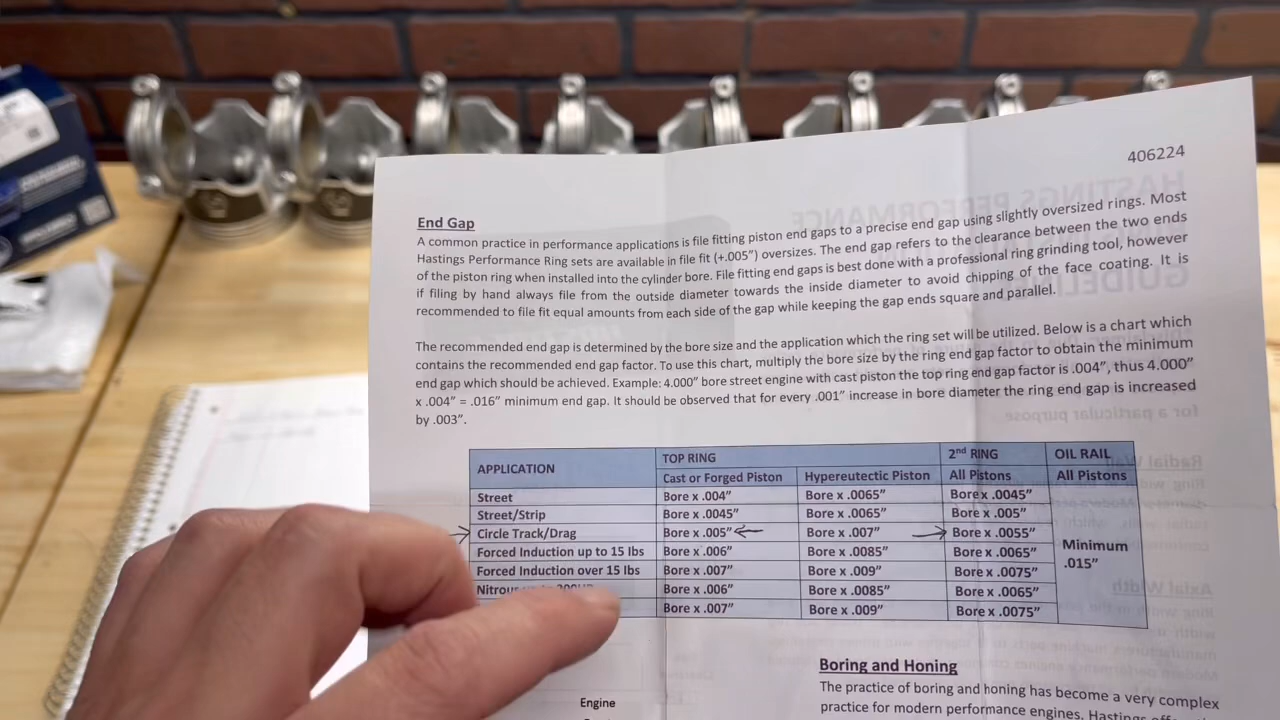 406224
End Gap
A common practice in performance applications is file fitting piston end gaps to a precise end gap using slightly oversized rings. Most
Hastings Performance Ring sets are available in file fit (+.005") oversizes. The end gap refers to the clearance between the two ends
of the piston ring when installed into the cylinder bore. File fitting end gaps is best done with a professional ring grinding tool, however
if filing by hand always file from the outside diameter towards the inside diameter to avoid chipping of the face coating. It is
recommended to file fit equal amounts from each side of the gap while keeping the gap ends square and parallel.
The recommended end gap is determined by the bore size and the application which the ring set will be utilized. Below is a chart which
contains the recommended end gap factor. To use this chart, multiply the bore size by the ring end gap factor to obtain the minimum
end gap which should be achieved. Example: 4.000" bore street engine with cast piston the top ring end gap factor is .004", thus 4.000"
x .004" = .016" minimum end gap. It should be observed that for every .001" increase in bore diameter the ring end gap is increased
by .003".
APPLICATION TOP RING 2nd RING OIL RAIL
Cast or Forged Piston Hypereutectic Piston All Pistons All Pistons
Street Bore x .004" Bore x .0065" Bore x .0045"
Street/Strip Bore x .0045" Bore x .0065" Bore x .005"
Circle Track/Drag Bore x .005" Bore x .007" Bore x .0055"
Forced Induction up to 15 lbs Bore x .006" Bore x .0085" Bore x .0065"
Minimum
.015"
Forced Induction over 15 lbs Bore x .007" Bore x .009" Bore x .0075"
Bore x .006" Bore x .0085" Bore x .0065"
Bore x .007" Bore x .009" Bore x .0075"
Boring and Honing
The practice of boring and honing has become a very complex
practice for modern performance engines. Hastings
Engine